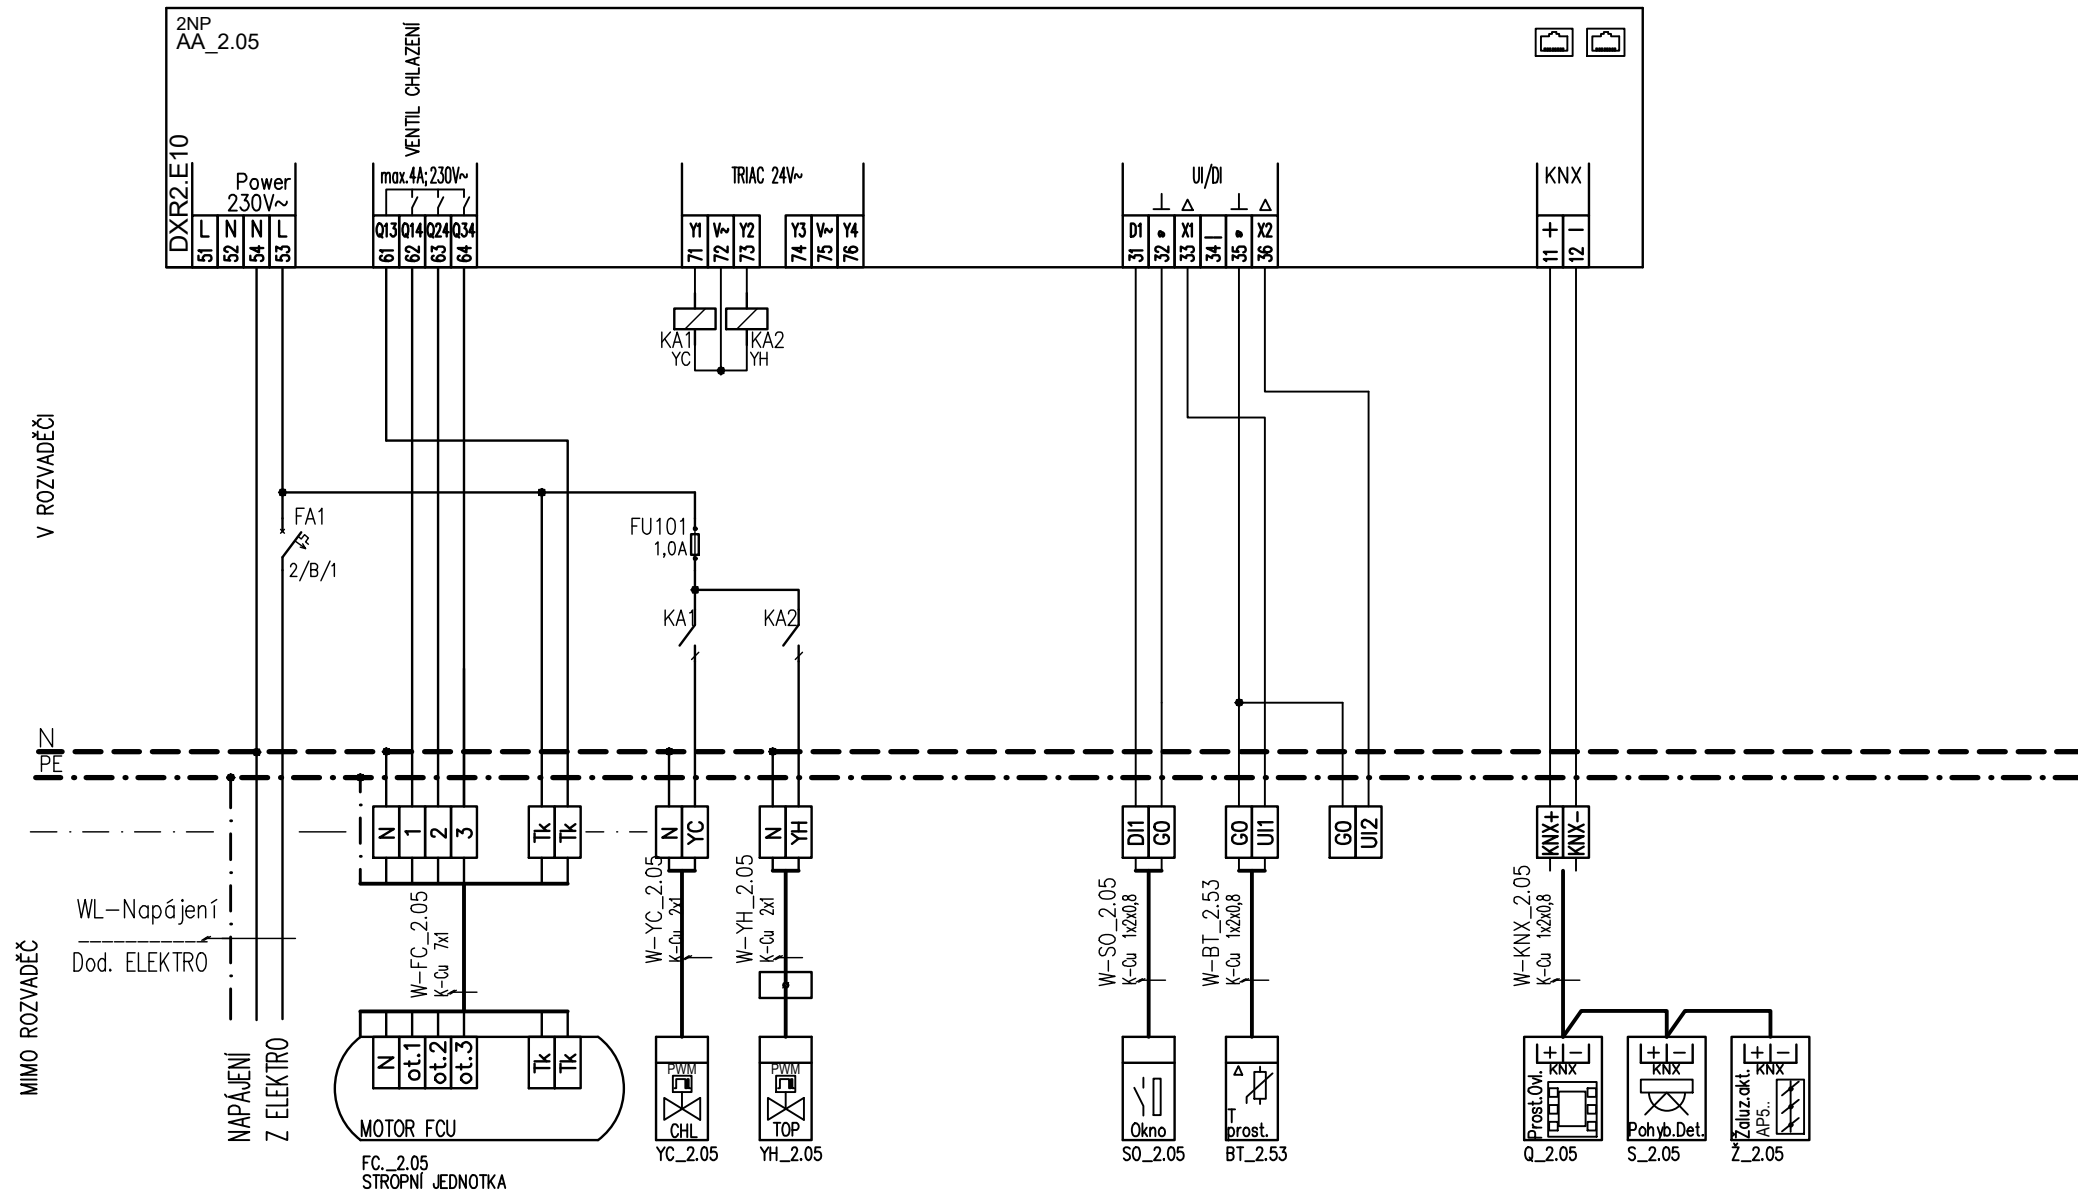 2NP
AA_2.05
VENTIL CHLAZENÍ
DXR2.E10
Power
230V~
max.4A;230V~
TRIAC 24V~
UI/DI
KNX
L N N L
51 52 54 53
Q13 Q14 Q24 Q34
61 62 63 64
Y1 V~ Y2
71 72 73
Y3 V~ Y4
74 75 76
D1 X1 X2
31 32 33 34 35 36
+ −
11 12
KA1
YC
KA2
YH
V ROZVADĚČI
FA1
2/B/1
FU101
1,0A
KA1
KA2
N
PE
N 1 2 3
Tk Tk
N YC
N YH
DI1 G0
G0 UI1
G0 UI2
KNX+ KNX-
WL-Napájení
Dod. ELEKTRO
MIMO ROZVADĚČ
NAPÁJENÍ
Z ELEKTRO
W-FC_2.05
K-Cu 7x1
W-YC_2.05
K-Cu 2x1
W-YH_2.05
K-Cu 2x1
W-SO_2.05
K-Cu 1x2x0,8
W-BT_2.53
K-Cu 1x2x0,8
W-KNX_2.05
K-Cu 1x2x0,8
N ot.1 ot.2 ot.3
Tk Tk
MOTOR FCU
FC._2.05
STROPNÍ JEDNOTKA
PWM
CHL
YC_2.05
PWM
TOP
YH_2.05
Okno
SO_2.05
T
prost.
BT_2.53
+ −
KNX
Prost.Ovl.
Q_2.05
+ −
KNX
Pohyb.Det.
S_2.05
+ −
KNX
Žaluz.akt.
AP5..
Ž_2.05